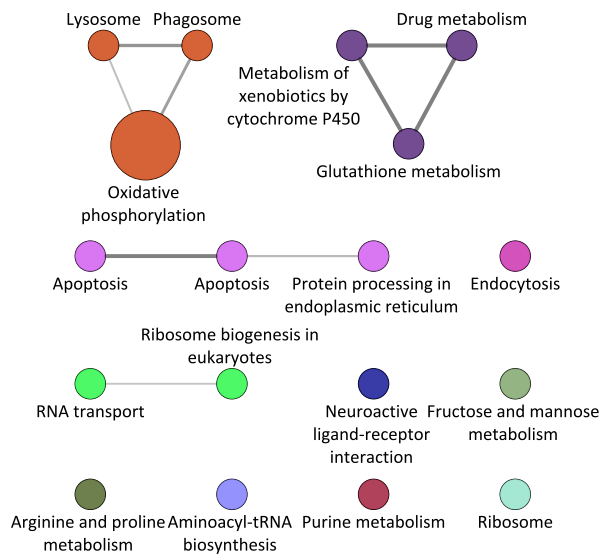 Lysosome
Phagosome
Drug metabolism
Metabolism of
xenobiotics by
cytochrome P450
Glutathione metabolism
Oxidative
phosphorylation
Apoptosis
Apoptosis
Protein processing in
endoplasmic reticulum
Endocytosis
Ribosome biogenesis in
eukaryotes
RNA transport
Neuroactive
ligand-receptor
interaction
Fructose and mannose
metabolism
Arginine and proline
metabolism
Aminoacyl-tRNA
biosynthesis
Purine metabolism
Ribosome